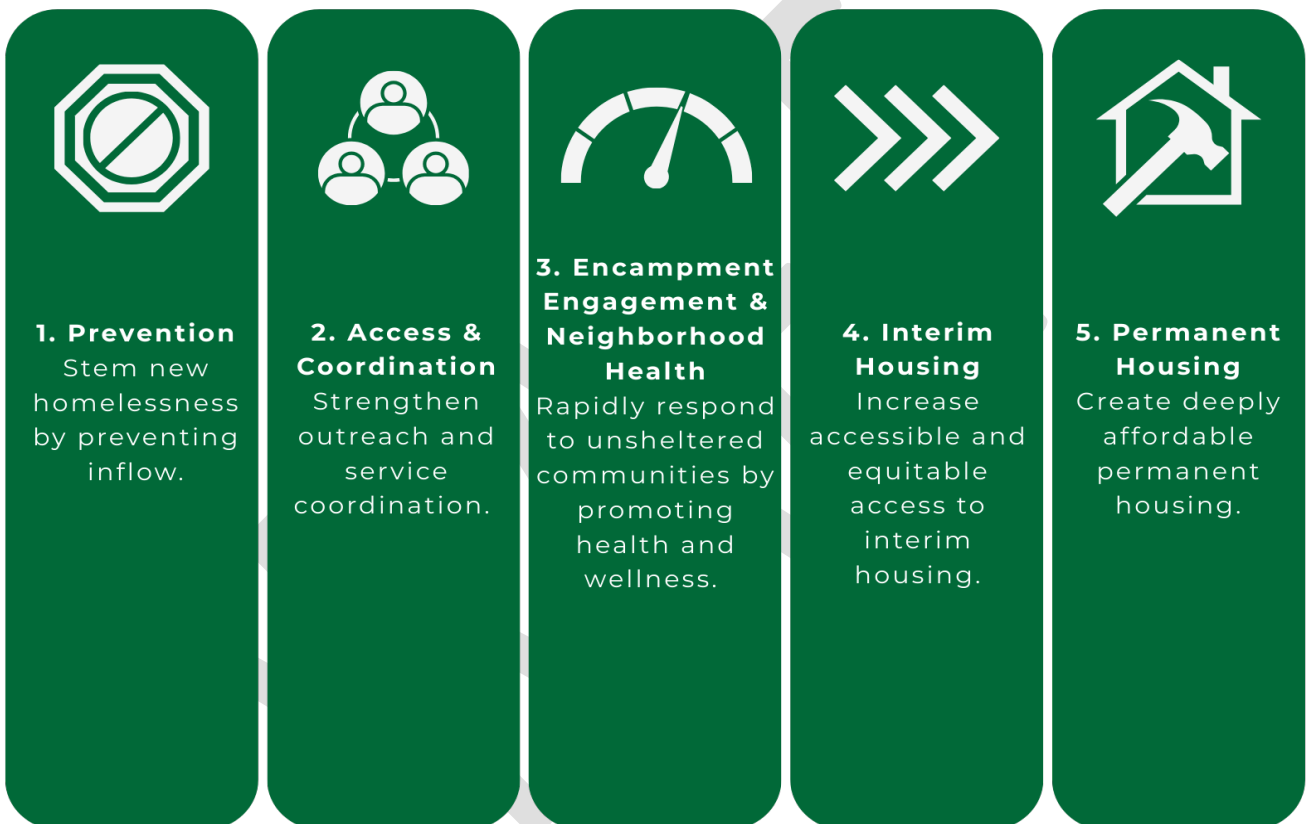 1. Prevention
Stem new
homelessness
by preventing
inflow.
2. Access &
Coordination
Strengthen
outreach and
service
coordination.
3. Encampment
Engagement &
Neighborhood
Health
Rapidly respond
to unsheltered
communities by
promoting
health and
wellness.
4. Interim
Housing
Increase
accessible and
equitable
access to
interim
housing.
5. Permanent
Housing
Create deeply
affordable
permanent
housing.